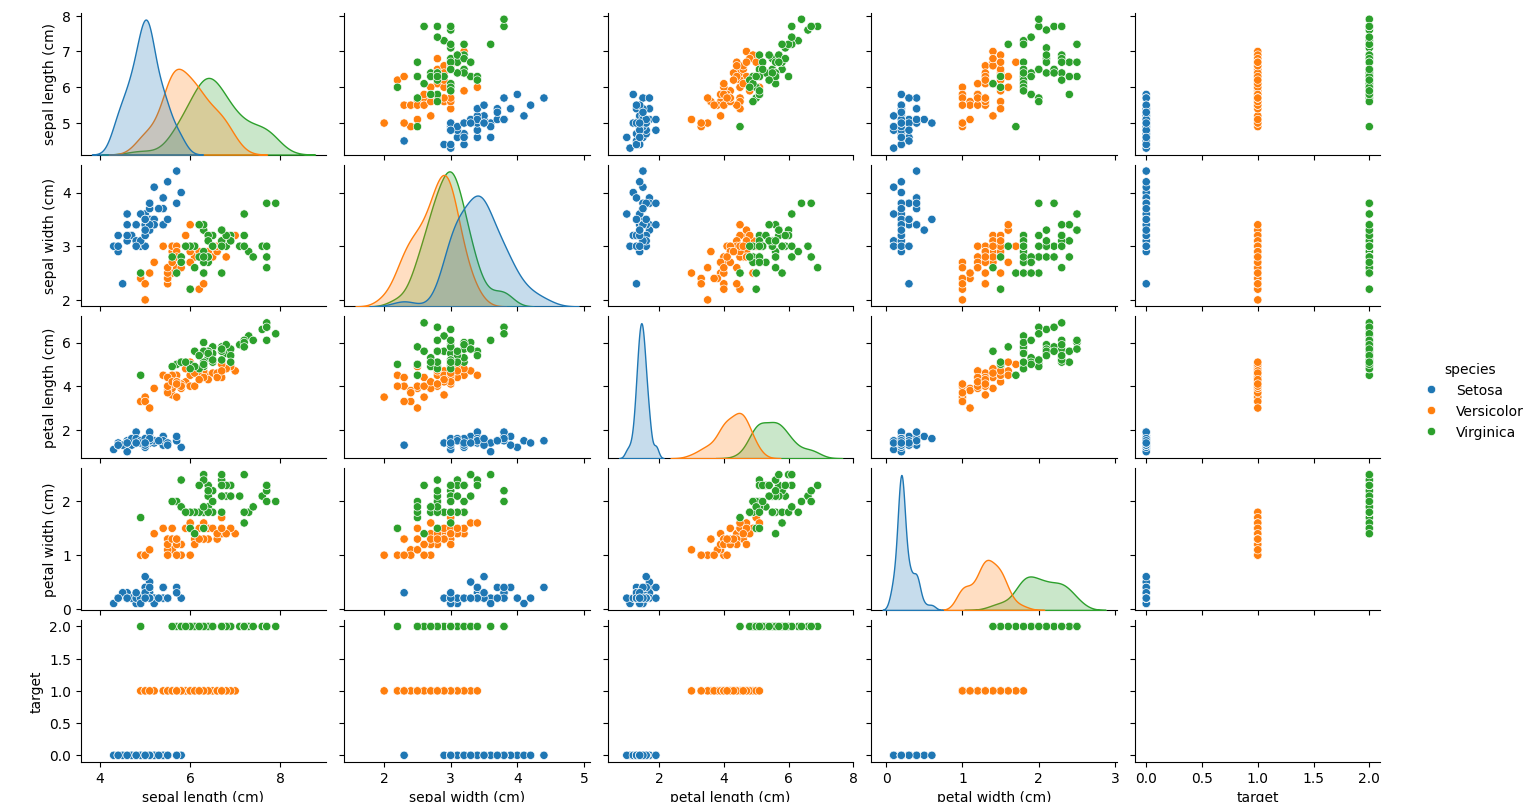 sepal length (cm)
8
7
6
5
sepal width (cm)
4
3
2
petal length (cm)
6
4
2
petal width (cm)
2
1
0
target
2.0
1.5
1.0
0.5
0.0
4 6 8
sepal length (cm)
2 3 4 5
sepal width (cm)
2 4 6 8
petal length (cm)
0 1 2 3
petal width (cm)
0.0 0.5 1.0 1.5 2.0
target
species
Setosa
Versicolor
Virginica